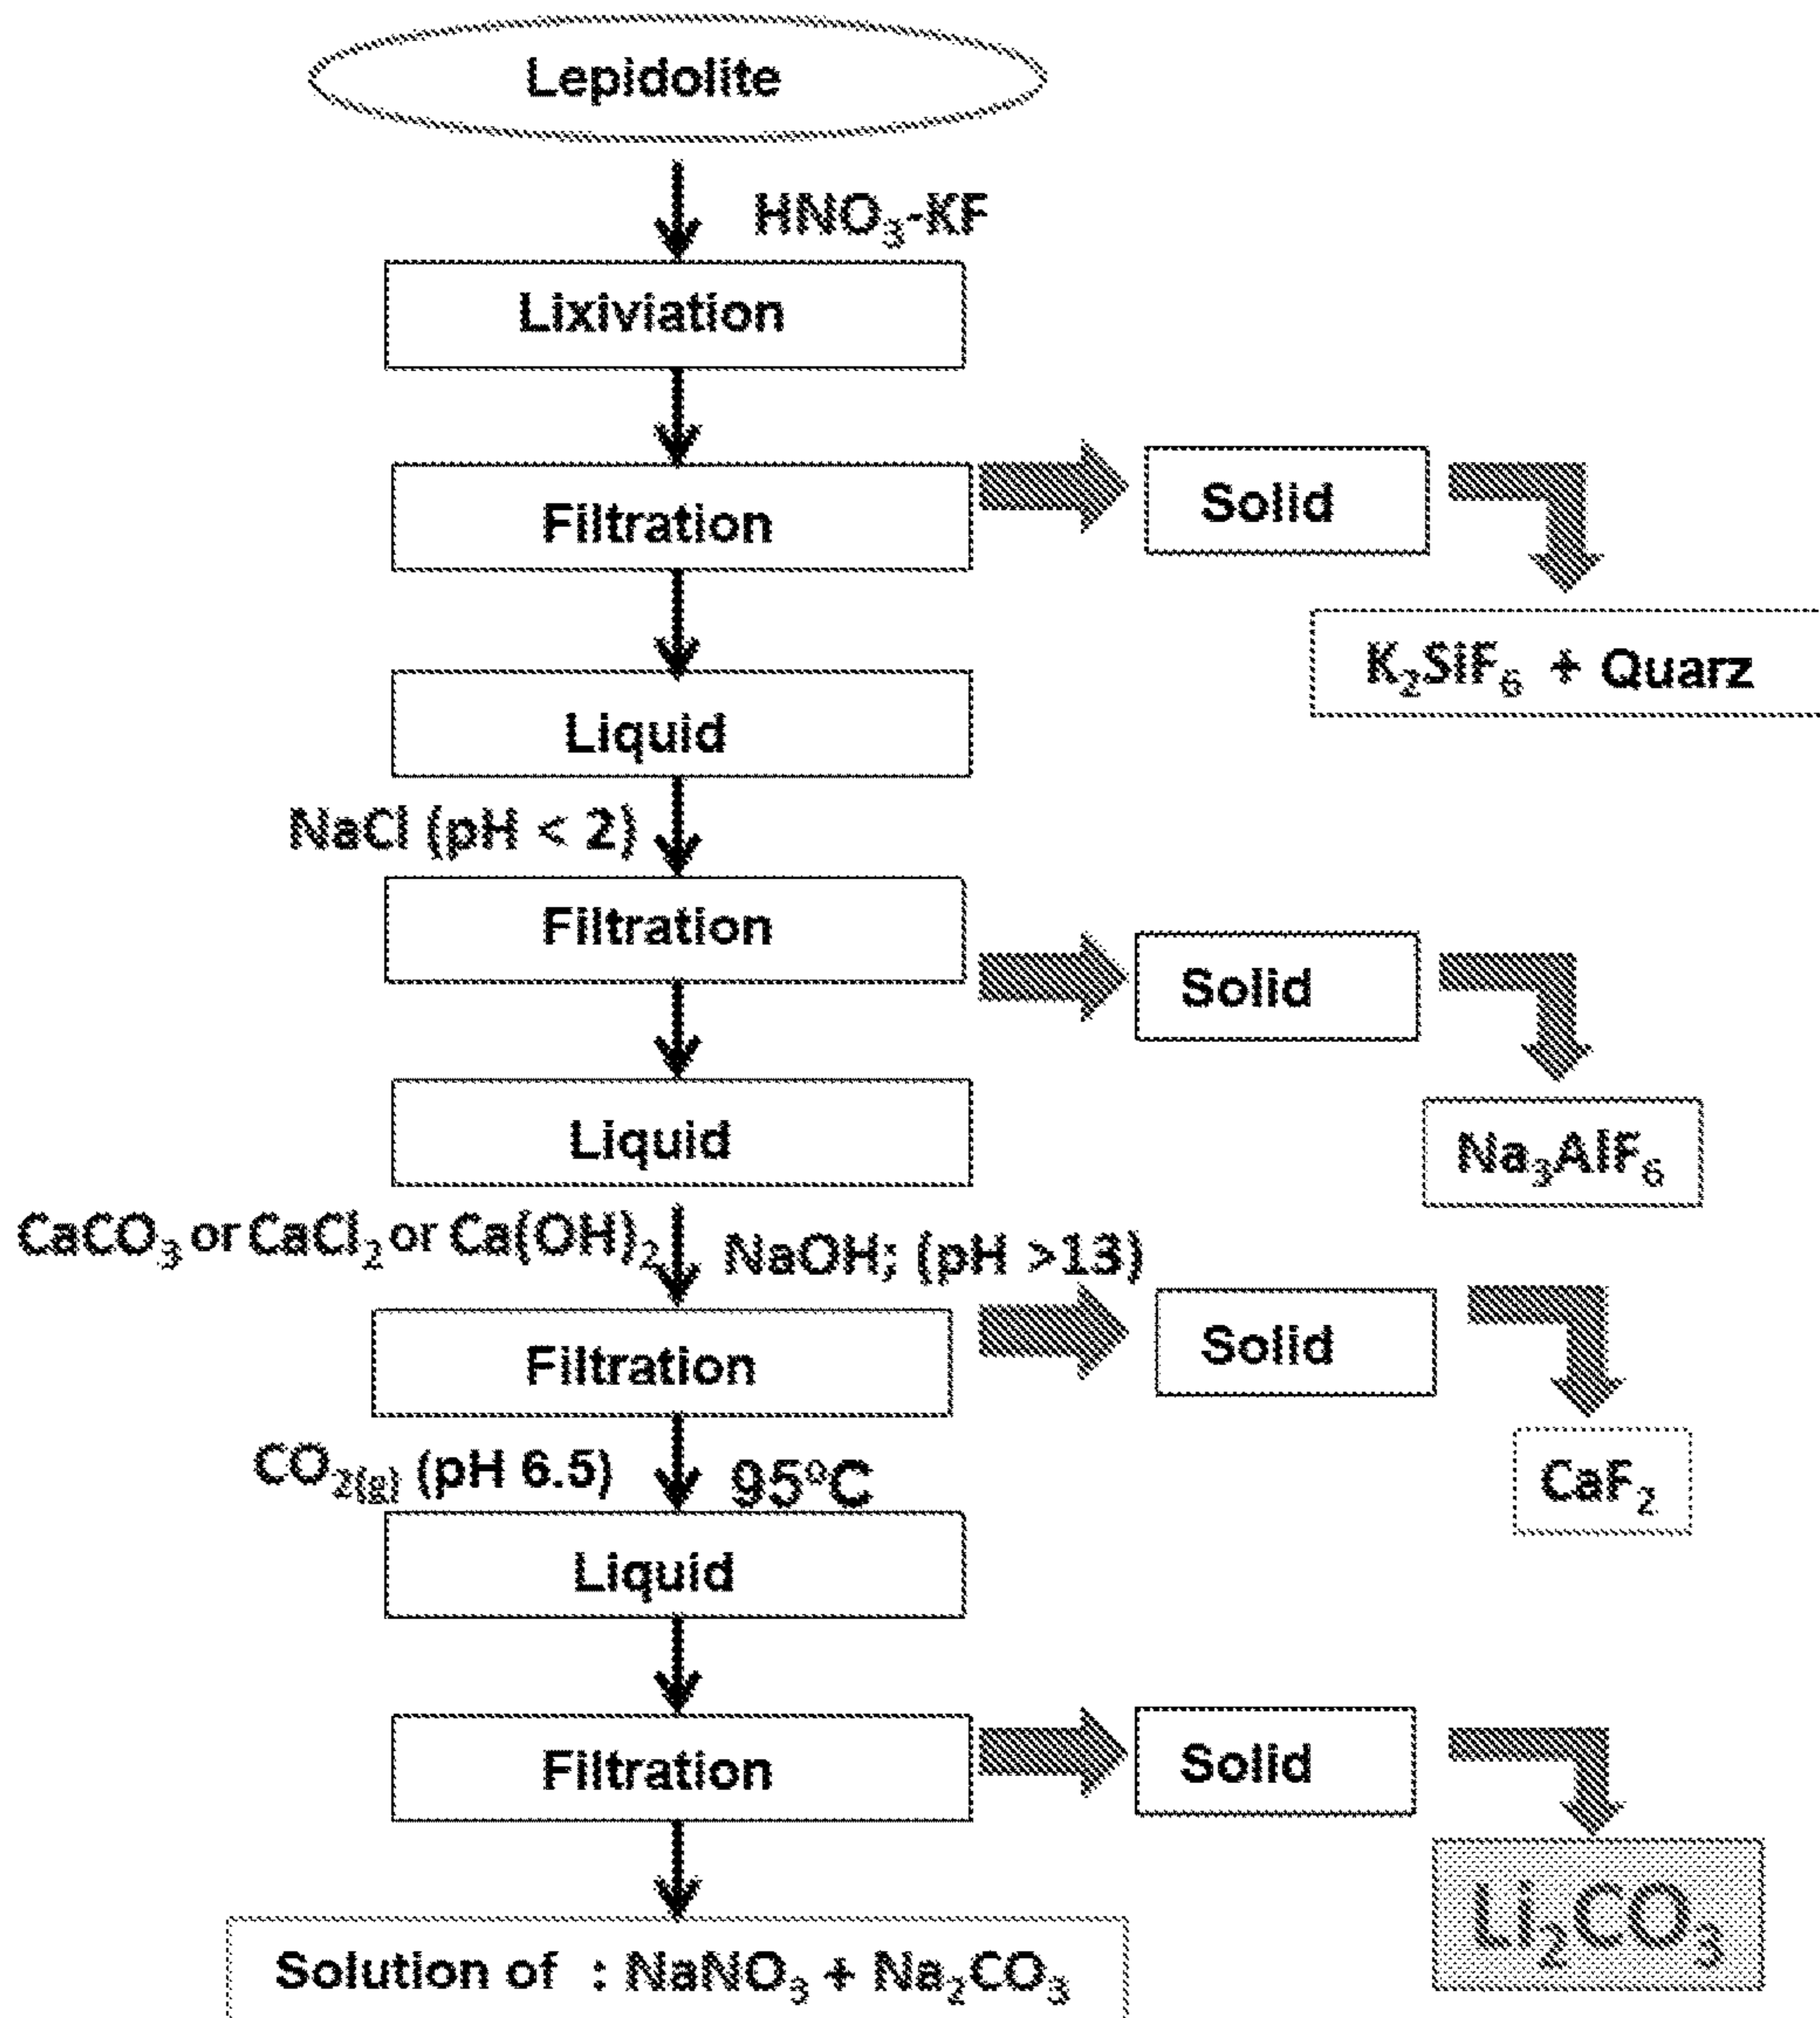 Lepidolite
HNO₃-KF
Lixiviation
Filtration
Solid
K₂SiF₆ + Quarz
Liquid
NaCl (pH < 2)
Filtration
Solid
Liquid
Na₃AlF₆
CaCO₃ or CaCl₂ or Ca(OH)₂
NaOH; (pH >13)
Filtration
Solid
CO₂(g) (pH 6.5)
95°C
CaF₂
Liquid
Filtration
Solid
Li₂CO₃
Solution of : NaNO₃ + Na₂CO₃